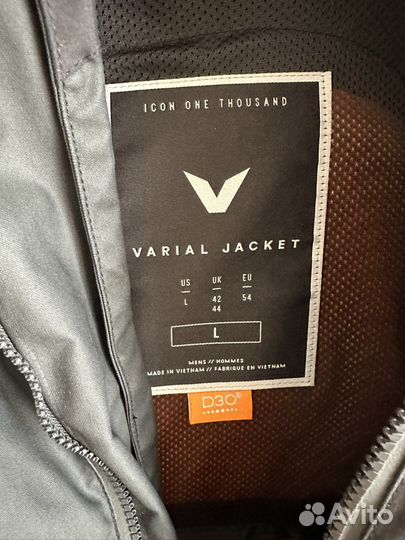 ICON ONE THOUSAND
VARIAL JACKET
US UK EU
L 42 54
44
L
MENS // HOMMES
MADE IN VIETNAM // FABRIQUE EN VIETNAM
D3O®
Avito